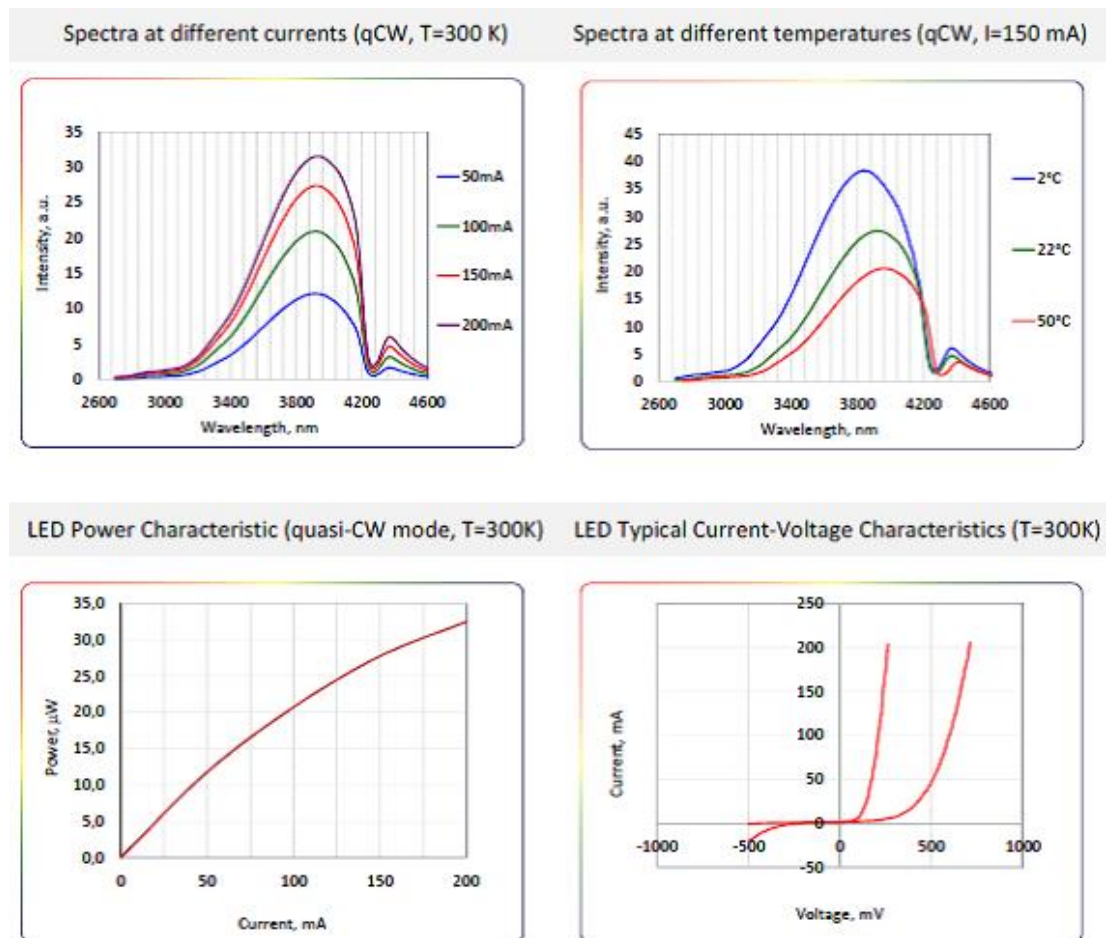 Spectra at different currents (qCW, T=300 K)
Spectra at different temperatures (qCW, I=150 mA)
35
30
25
20
15
10
5
0
Intensity, a.u.
2600 3000 3400 3800 4200 4600
Wavelength, nm
50mA
100mA
150mA
200mA
45
40
35
30
25
20
15
10
5
0
Intensity, a.u.
2600 3000 3400 3800 4200 4600
Wavelength, nm
2°C
22°C
50°C
LED Power Characteristic (quasi-CW mode, T=300K)
LED Typical Current-Voltage Characteristics (T=300K)
35,0
30,0
25,0
20,0
15,0
10,0
5,0
0,0
Power, μW
0 50 100 150 200
Current, mA
250
200
150
100
50
0
-50
Current, mA
-1000 -500 0 500 1000
Voltage, mV